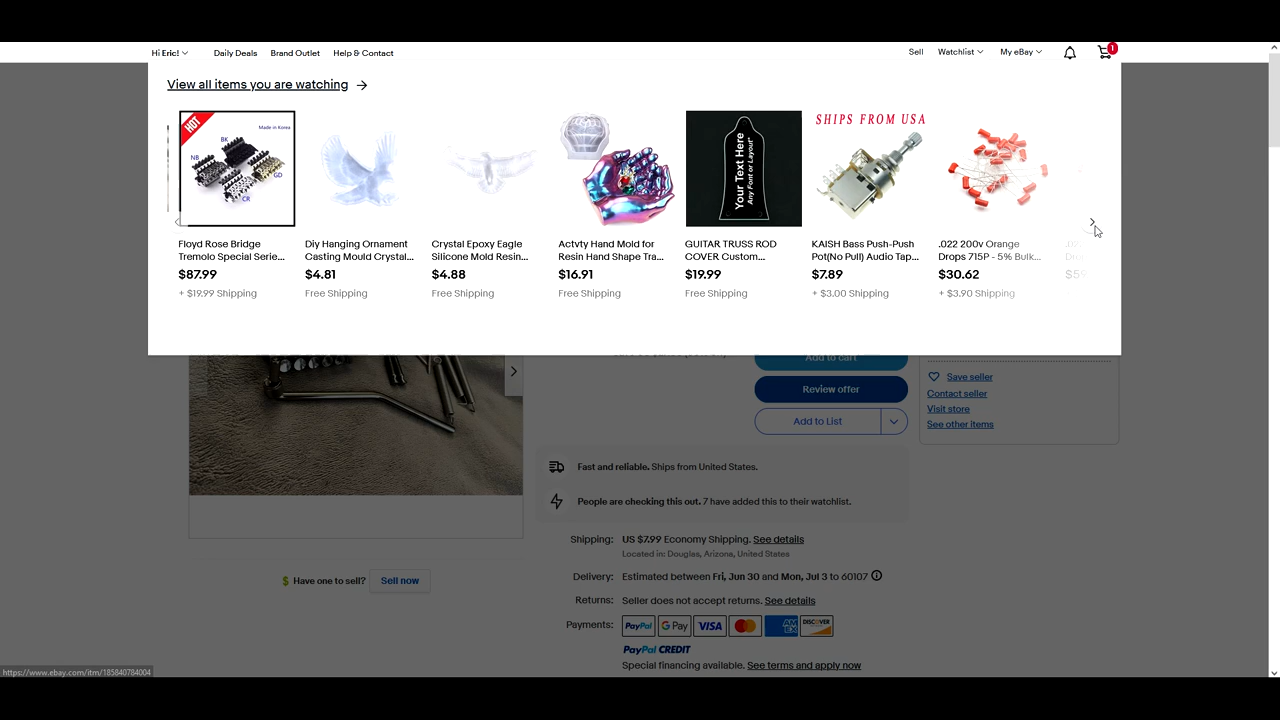 Hi Eric!
Daily Deals
Brand Outlet
Help & Contact
Sell
Watchlist
My eBay
1
View all items you are watching
HOT
Made in Korea
BK
NB
GD
CR
Your Text Here
Any Font or Layout
SHIPS FROM USA
Floyd Rose Bridge
Tremolo Special Serie...
$87.99
+ $19.99 Shipping
Diy Hanging Ornament
Casting Mould Crystal...
$4.81
Free Shipping
Crystal Epoxy Eagle
Silicone Mold Resin...
$4.88
Free Shipping
Actvty Hand Mold for
Resin Hand Shape Tra...
$16.91
Free Shipping
GUITAR TRUSS ROD
COVER Custom...
$19.99
Free Shipping
KAISH Bass Push-Push
Pot(No Pull) Audio Tap...
$7.89
+ $3.00 Shipping
.022 200v Orange
Drops 715P - 5% Bulk...
$30.62
+ $3.90 Shipping
Add to cart
Review offer
Add to List
Save seller
Contact seller
Visit store
See other items
Fast and reliable. Ships from United States.
People are checking this out. 7 have added this to their watchlist.
Shipping: US $7.99 Economy Shipping. See details
Located in: Douglas, Arizona, United States
Delivery: Estimated between Fri, Jun 30 and Mon, Jul 3 to 60107
Returns: Seller does not accept returns. See details
Payments: PayPal G Pay VISA AM EX DISCOVER
PayPal CREDIT
Special financing available. See terms and apply now
$ Have one to sell? Sell now
https://www.ebay.com/itm/185840784004